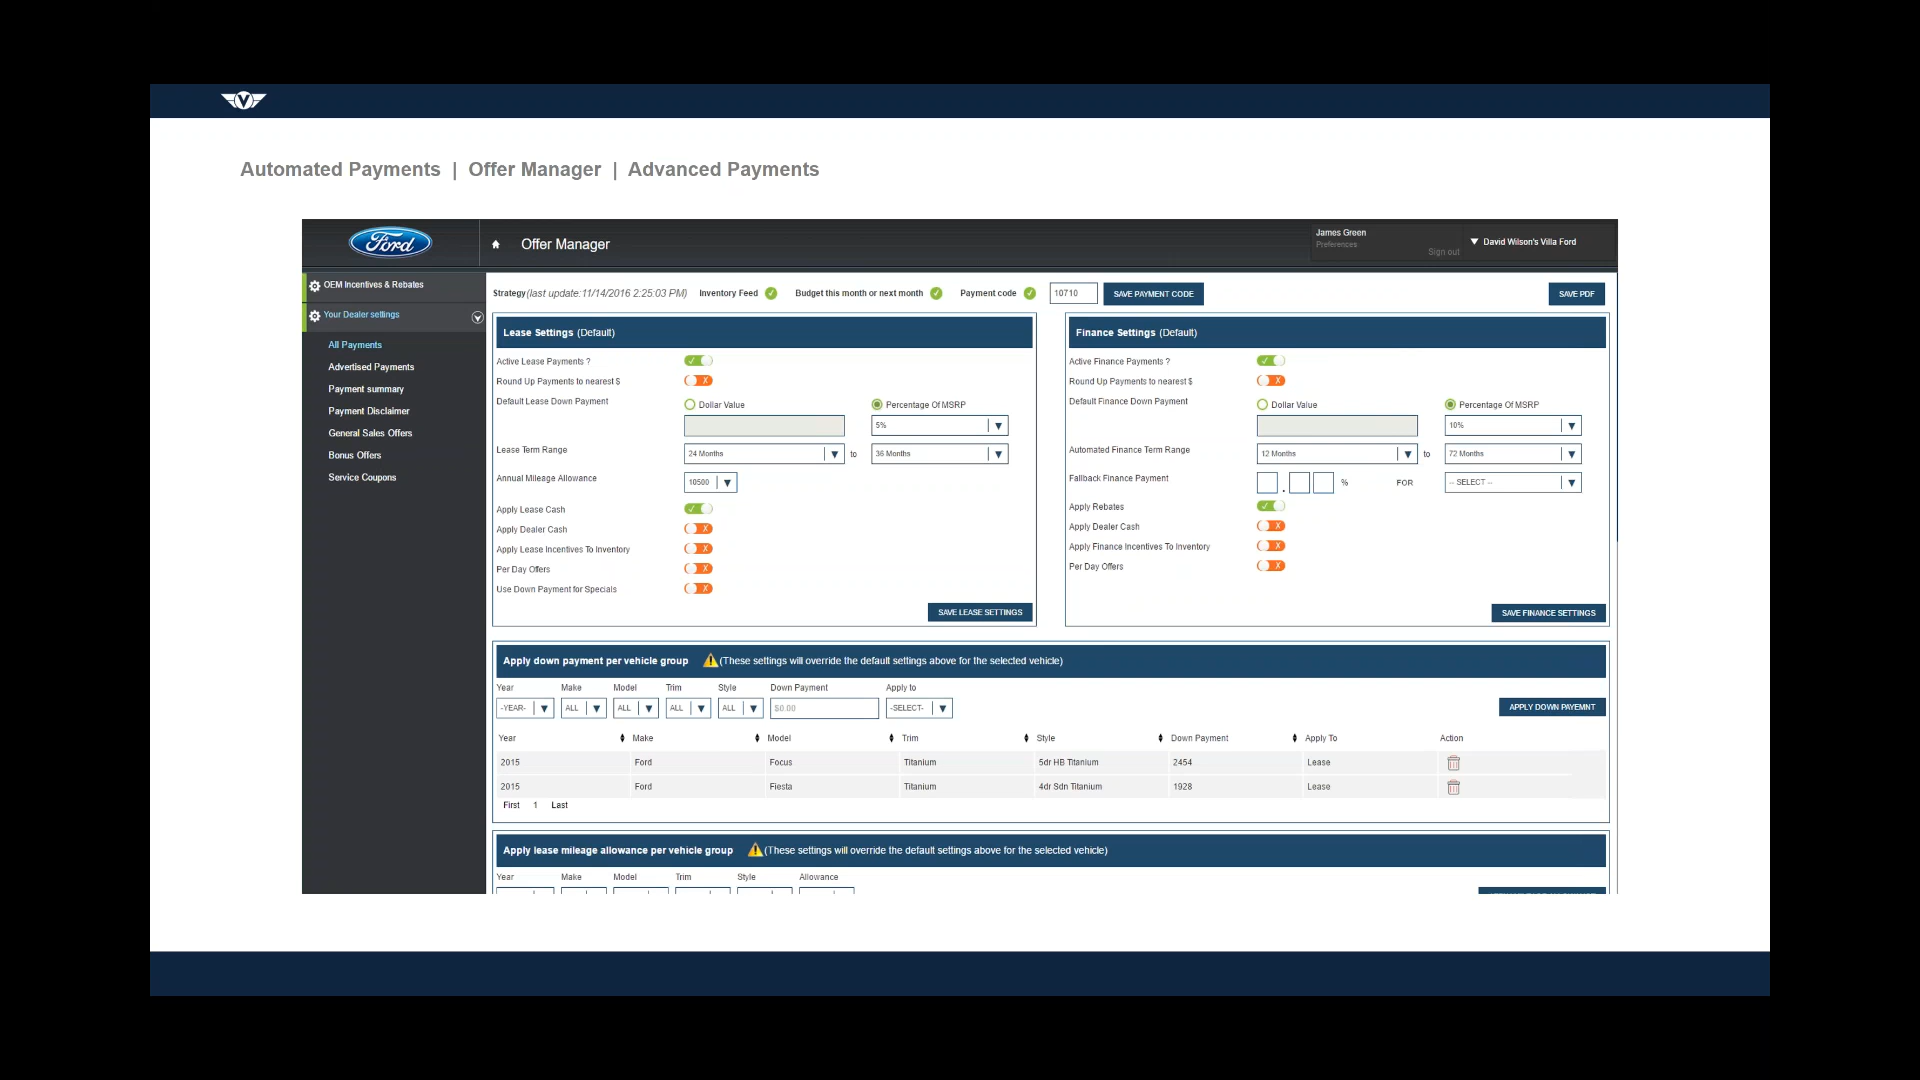 Automated Payments | Offer Manager | Advanced Payments
Ford
Offer Manager
James Green
Preferences
Sign out
David Wilson's Villa Ford
OEM Incentives & Rebates
Your Dealer settings
All Payments
Advertised Payments
Payment summary
Payment Disclaimer
General Sales Offers
Bonus Offers
Service Coupons
Strategy(last update:11/14/2016 2:25:03 PM) Inventory Feed Budget this month or next month Payment code 10710 SAVE PAYMENT CODE SAVE PDF
Lease Settings (Default)
Active Lease Payments ?
Round Up Payments to nearest $ X
Default Lease Down Payment
Dollar Value Percentage Of MSRP
5%
Lease Term Range 24 Months to 36 Months
Annual Mileage Allowance 10500
Apply Lease Cash
Apply Dealer Cash X
Apply Lease Incentives To Inventory X
Per Day Offers X
Use Down Payment for Specials X
SAVE LEASE SETTINGS
Finance Settings (Default)
Active Finance Payments ?
Round Up Payments to nearest $ X
Default Finance Down Payment
Dollar Value Percentage Of MSRP
10%
Automated Finance Term Range 12 Months to 72 Months
Fallback Finance Payment . % FOR -- SELECT --
Apply Rebates
Apply Dealer Cash X
Apply Finance Incentives To Inventory X
Per Day Offers X
SAVE FINANCE SETTINGS
Apply down payment per vehicle group (These settings will override the default settings above for the selected vehicle)
Year Make Model Trim Style Down Payment Apply to
-YEAR- ALL ALL ALL ALL $0.00 -SELECT- APPLY DOWN PAYEMNT
Year Make Model Trim Style Down Payment Apply To Action
2015 Ford Focus Titanium 5dr HB Titanium 2454 Lease
2015 Ford Fiesta Titanium 4dr Sdn Titanium 1928 Lease
First 1 Last
Apply lease mileage allowance per vehicle group (These settings will override the default settings above for the selected vehicle)
Year Make Model Trim Style Allowance